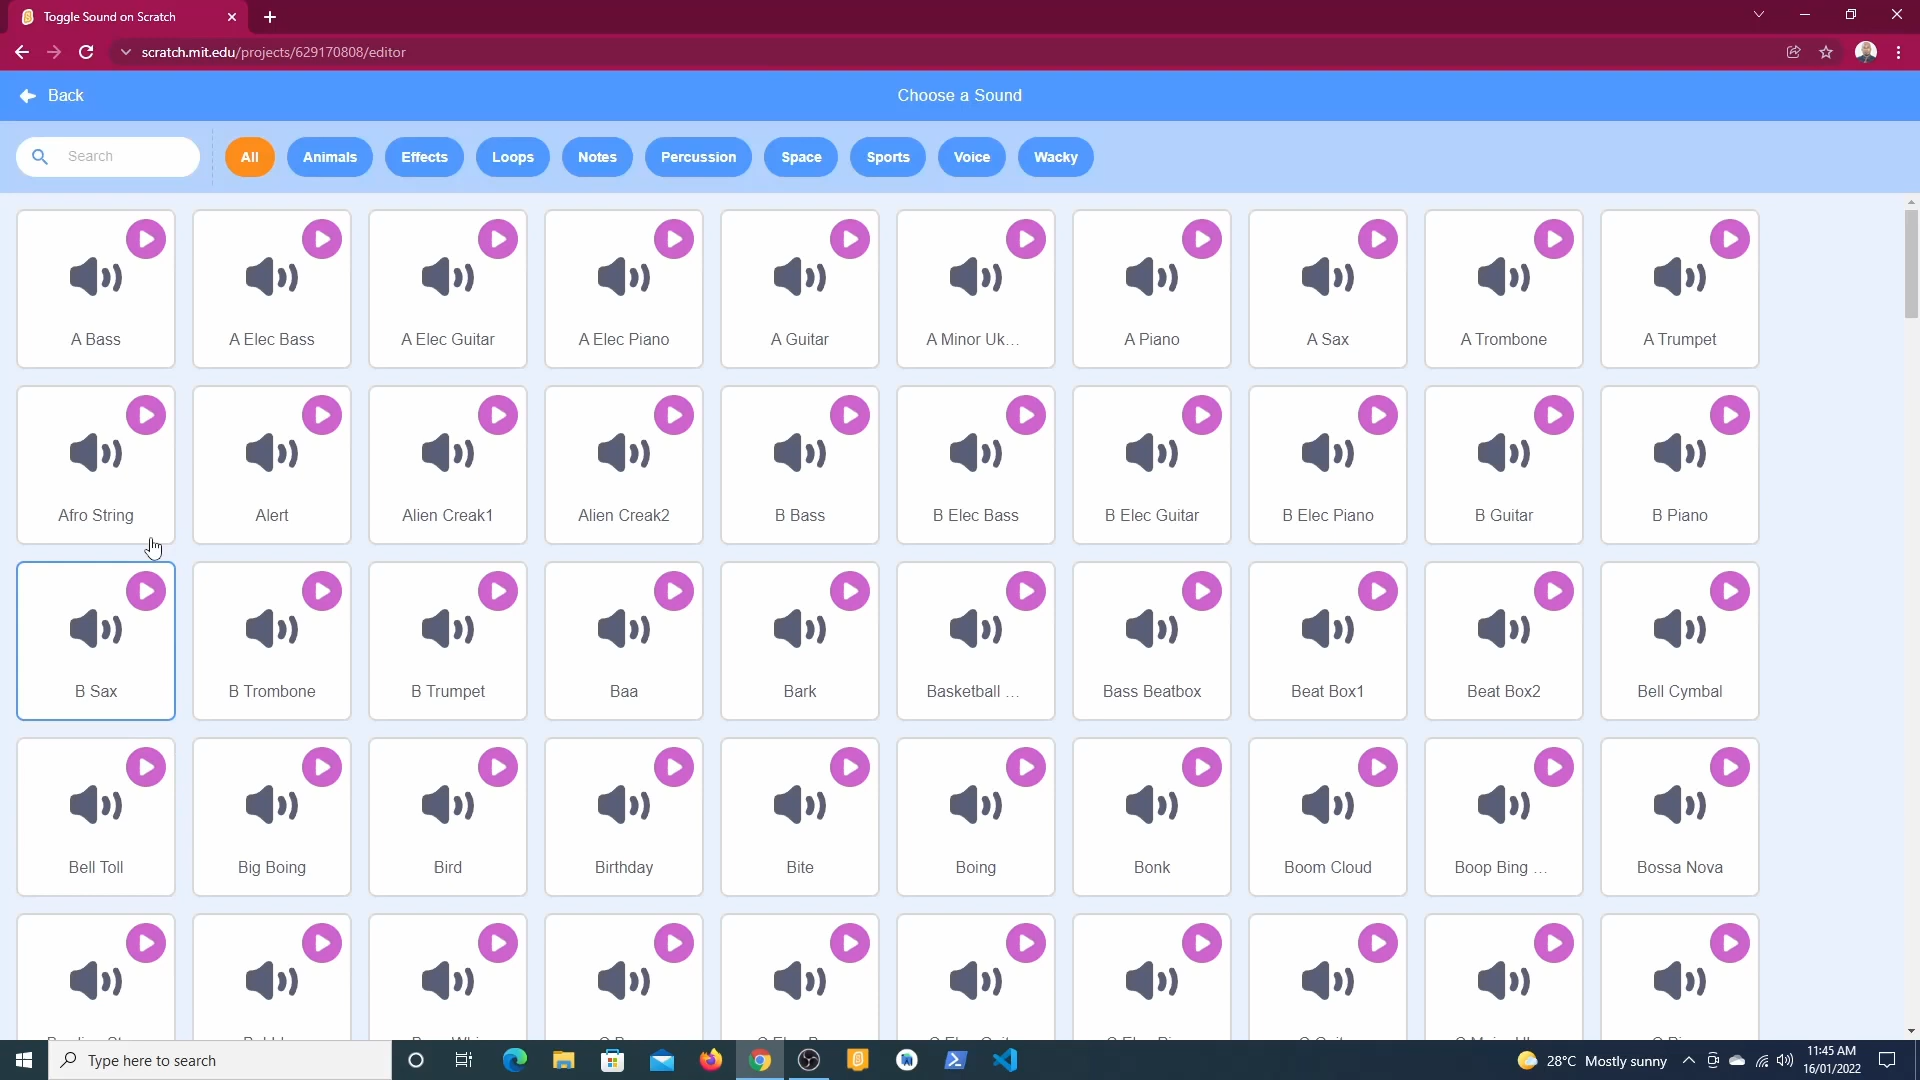 Toggle Sound on Scratch
scratch.mit.edu/projects/629170808/editor
Back
Choose a Sound
Search
All
Animals
Effects
Loops
Notes
Percussion
Space
Sports
Voice
Wacky
A Bass
A Elec Bass
A Elec Guitar
A Elec Piano
A Guitar
A Minor Uk...
A Piano
A Sax
A Trombone
A Trumpet
Afro String
Alert
Alien Creak1
Alien Creak2
B Bass
B Elec Bass
B Elec Guitar
B Elec Piano
B Guitar
B Piano
B Sax
B Trombone
B Trumpet
Baa
Bark
Basketball ...
Bass Beatbox
Beat Box1
Beat Box2
Bell Cymbal
Bell Toll
Big Boing
Bird
Birthday
Bite
Boing
Bonk
Boom Cloud
Boop Bing ...
Bossa Nova
Type here to search
28°C Mostly sunny
11:45 AM
16/01/2022